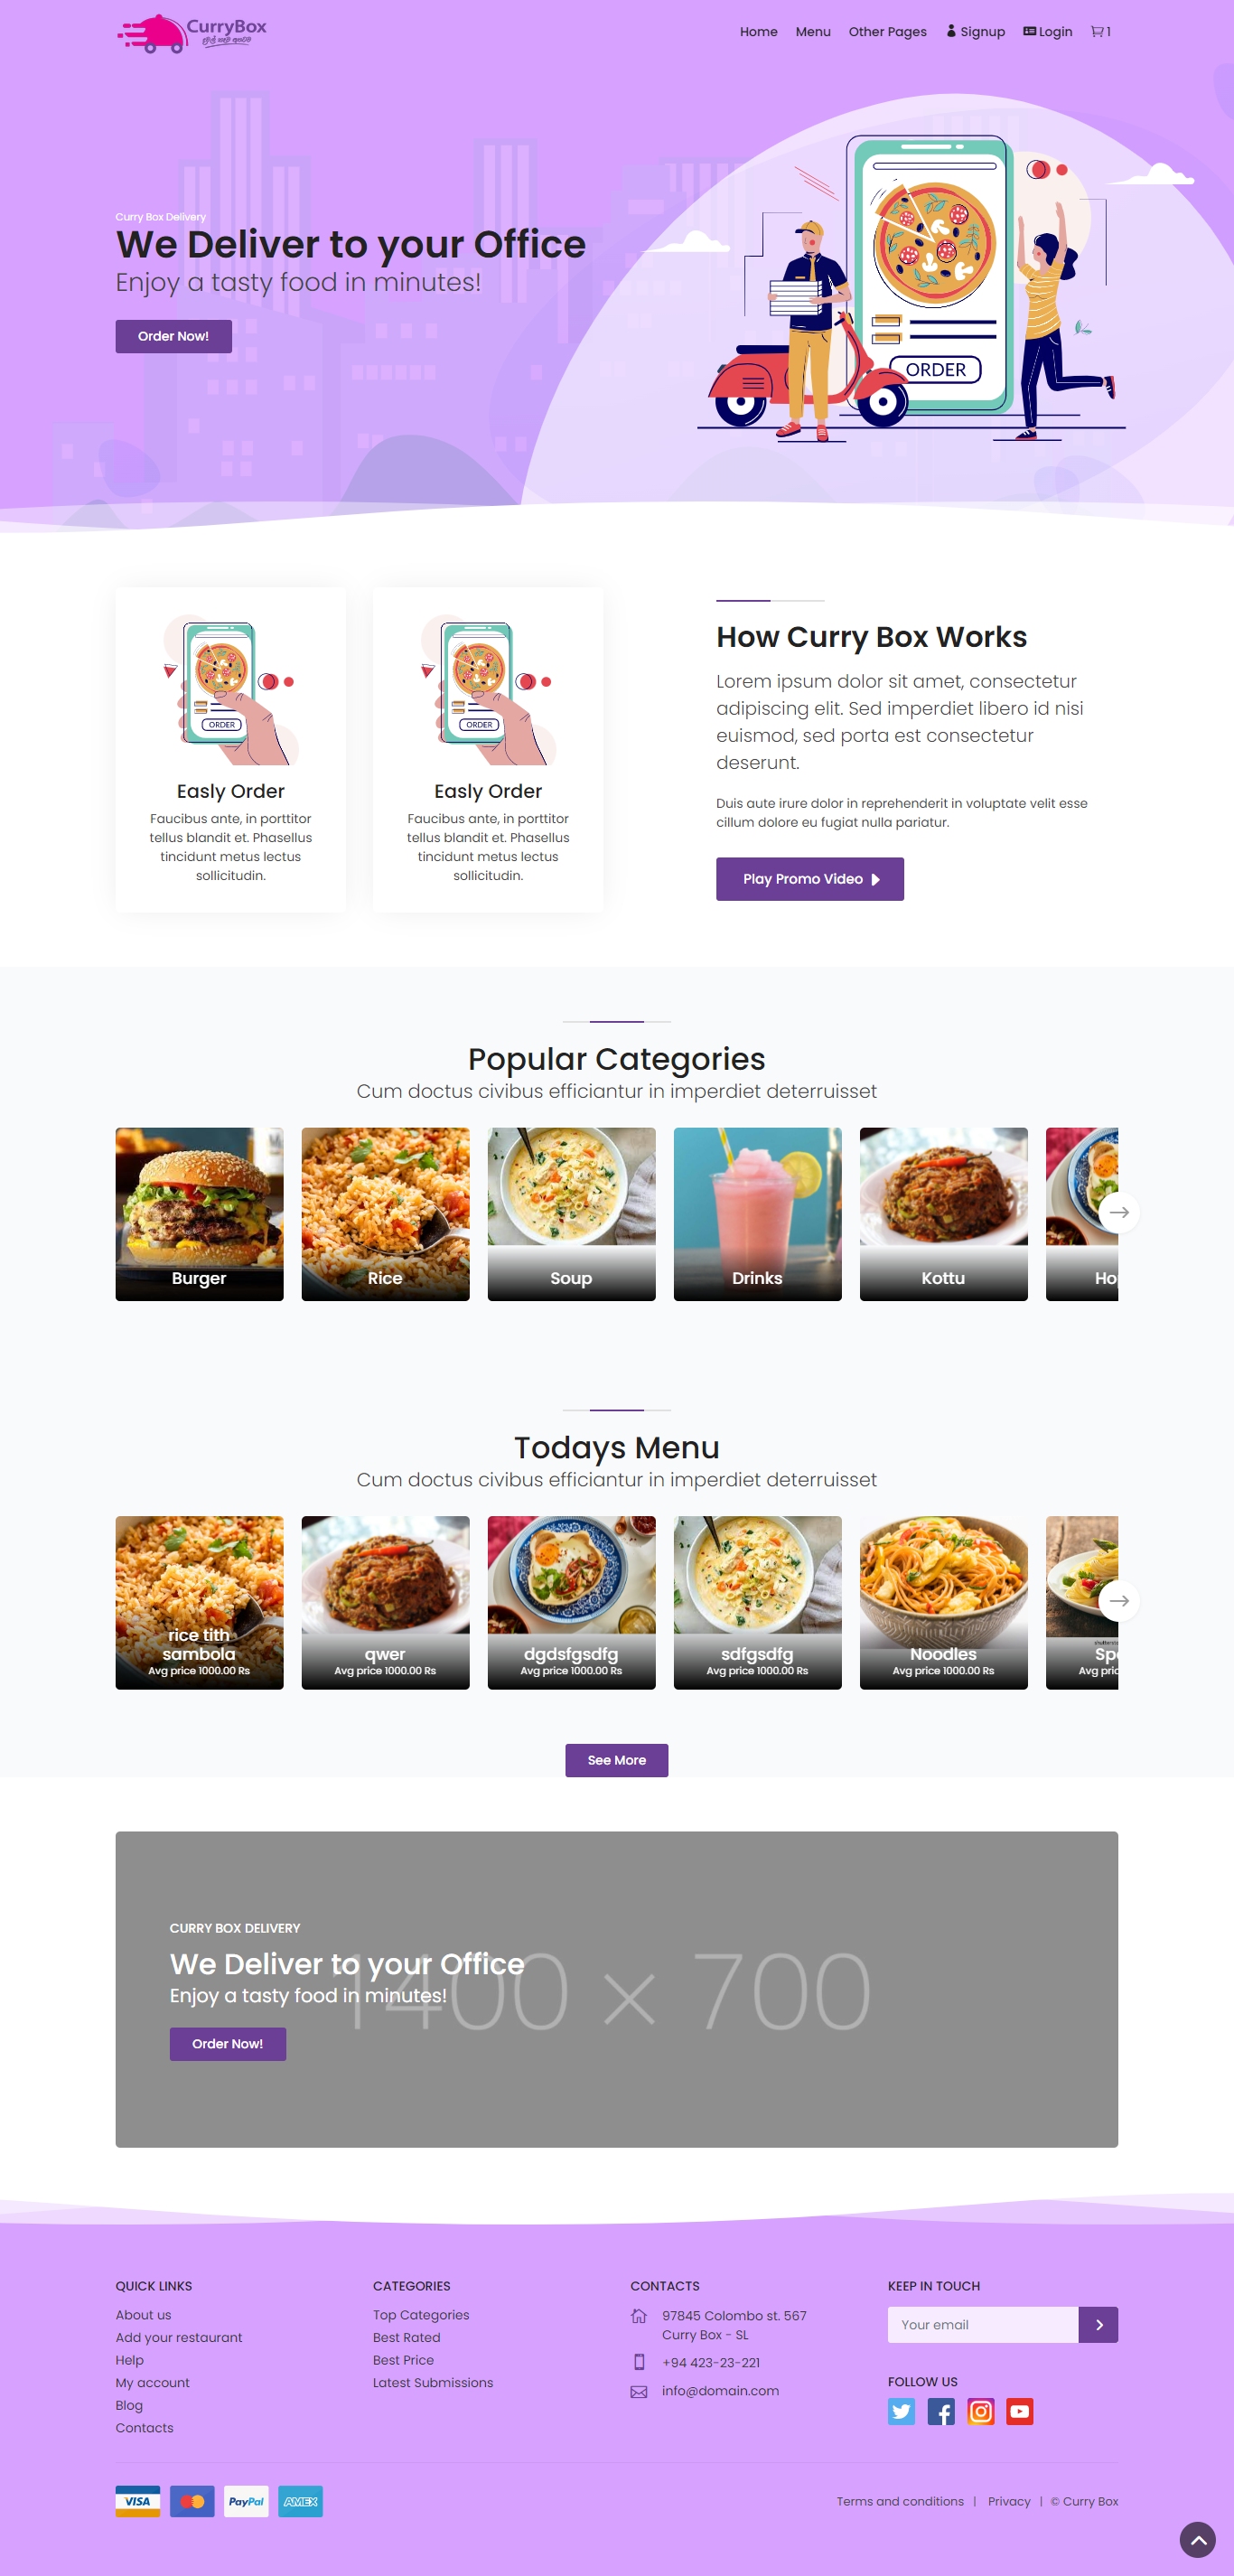 CurryBox
Home
Menu
Other Pages
Signup
Login
1
Curry Box Delivery
We Deliver to your Office
Enjoy a tasty food in minutes!
Order Now!
ORDER
ORDER
Easly Order
Faucibus ante, in porttitor
tellus blandit et. Phasellus
tincidunt metus lectus
sollicitudin.
ORDER
Easly Order
Faucibus ante, in porttitor
tellus blandit et. Phasellus
tincidunt metus lectus
sollicitudin.
How Curry Box Works
Lorem ipsum dolor sit amet, consectetur
adipiscing elit. Sed imperdiet libero id nisi
euismod, sed porta est consectetur
deserunt.
Duis aute irure dolor in reprehenderit in voluptate velit esse
cillum dolore eu fugiat nulla pariatur.
Play Promo Video
Popular Categories
Cum doctus civibus efficiantur in imperdiet deterruisset
Burger
Rice
Soup
Drinks
Kottu
Todays Menu
Cum doctus civibus efficiantur in imperdiet deterruisset
rice tith
sambola
Avg price 1000.00 Rs
qwer
Avg price 1000.00 Rs
dgdsfgsdfg
Avg price 1000.00 Rs
sdfgsdfg
Avg price 1000.00 Rs
Noodles
Avg price 1000.00 Rs
See More
CURRY BOX DELIVERY
We Deliver to your Office
Enjoy a tasty food in minutes!
1400 × 700
Order Now!
QUICK LINKS
About us
Add your restaurant
Help
My account
Blog
Contacts
CATEGORIES
Top Categories
Best Rated
Best Price
Latest Submissions
CONTACTS
97845 Colombo st. 567
Curry Box - SL
+94 423-23-221
info@domain.com
KEEP IN TOUCH
Your email
FOLLOW US
VISA
PayPal
AMEX
Terms and conditions | Privacy | © Curry Box